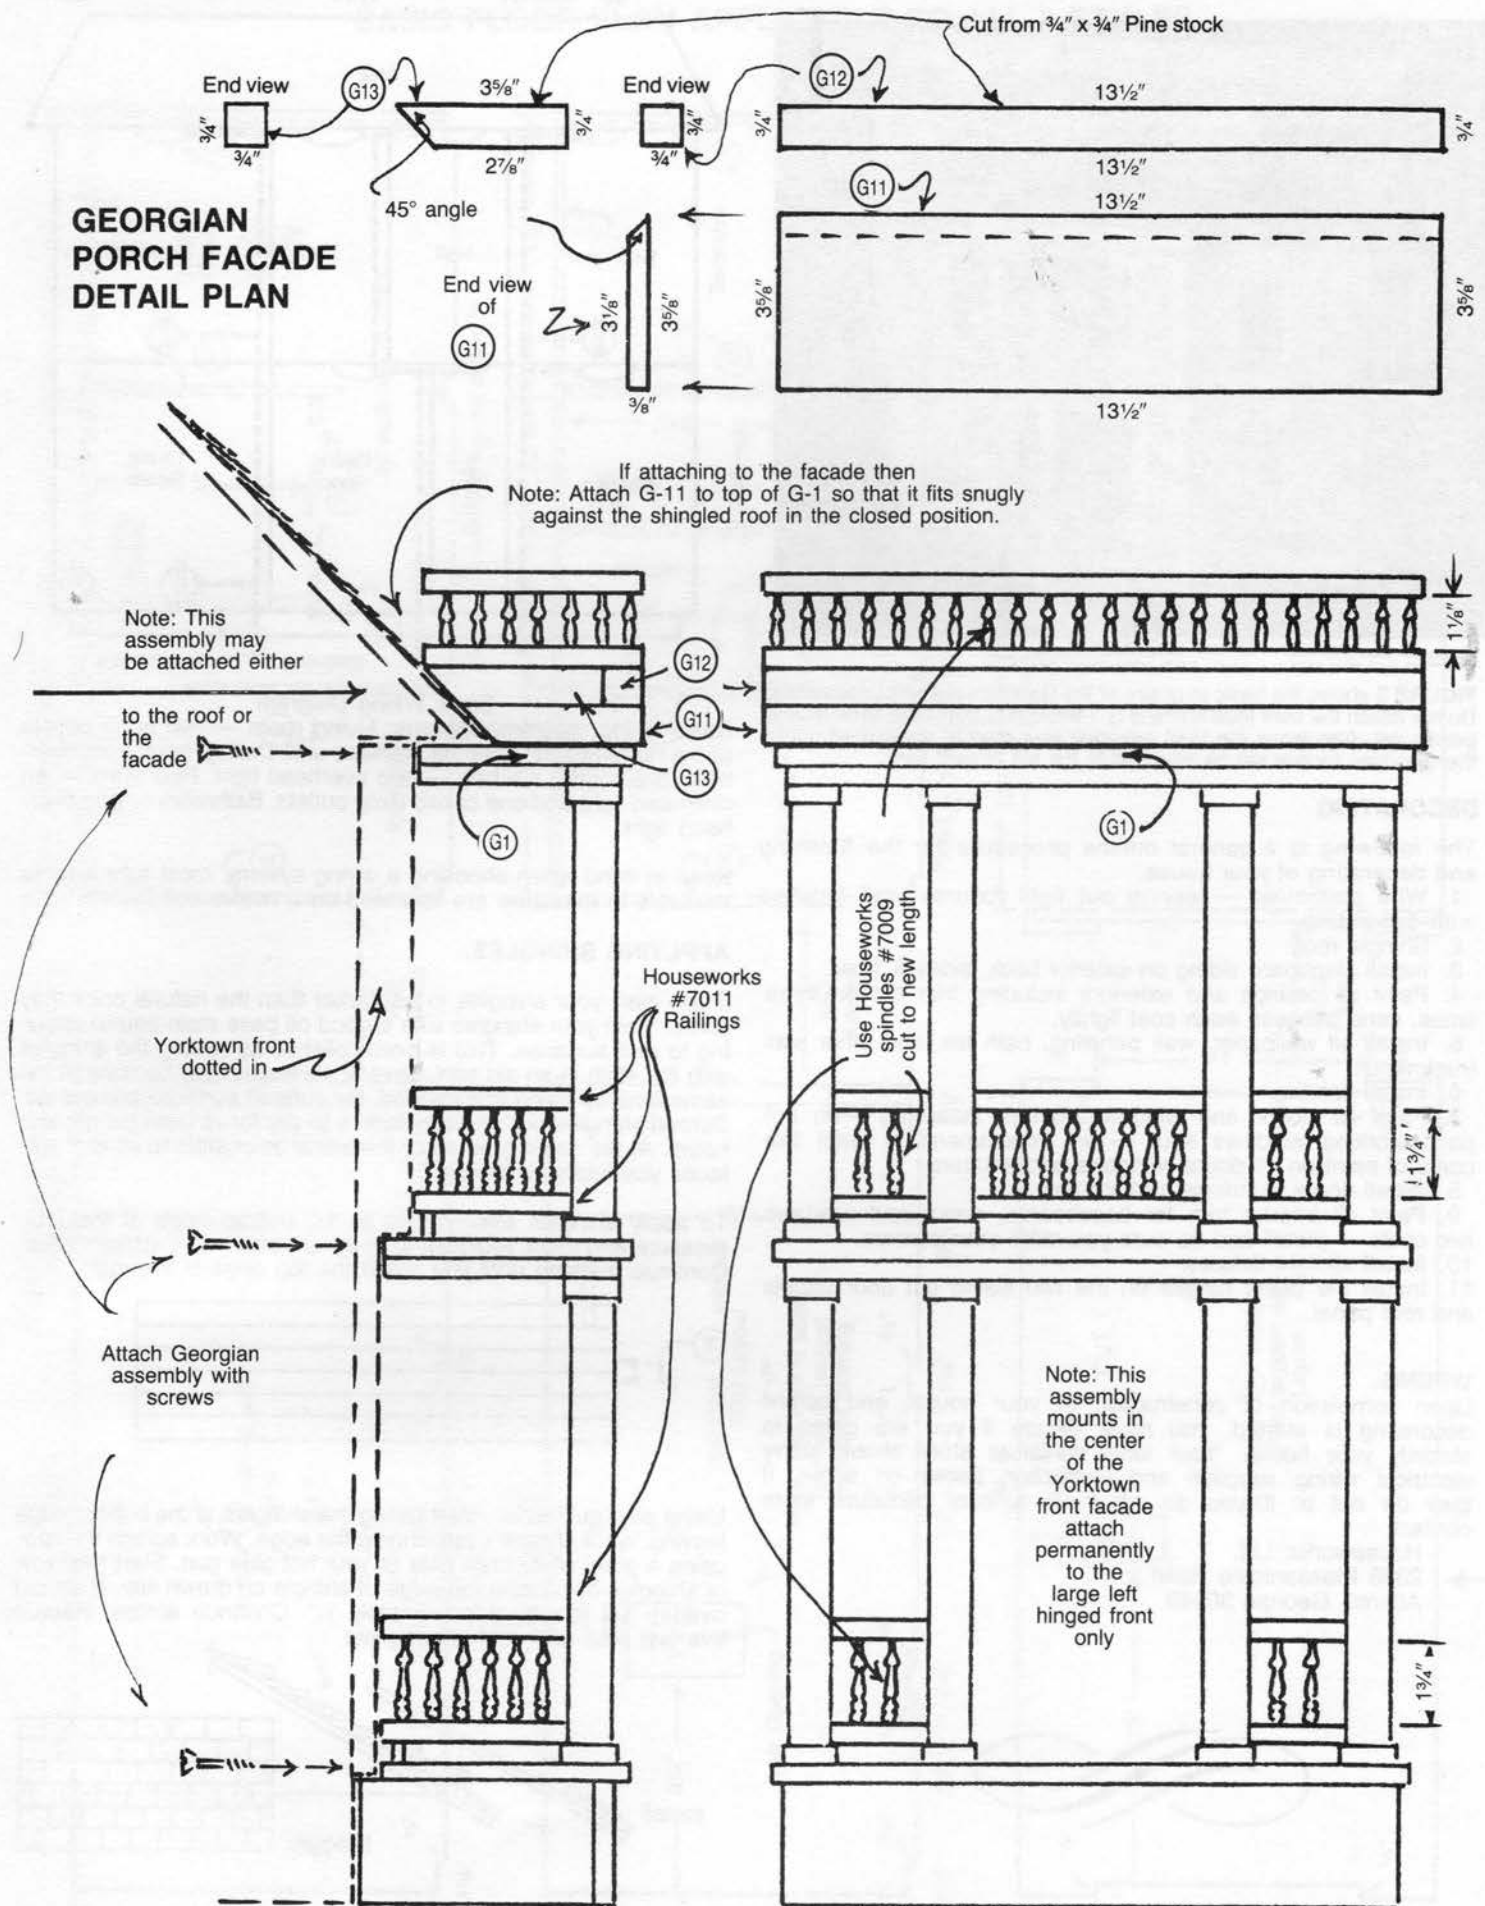 Cut from ¾" x ¾" Pine stock
End view
G13
3⅝"
End view
G12
13½"
¾"
¾"
¾"
¾"
¾"
¾"
¾"
2⅞"
13½"
G11
13½"
45° angle
GEORGIAN
PORCH FACADE
DETAIL PLAN
End view
of
G11
3⅛"
3⅝"
3⅝"
3⅝"
⅜"
13½"
If attaching to the facade then
Note: Attach G-11 to top of G-1 so that it fits snugly
against the shingled roof in the closed position.
Note: This
assembly may
be attached either
to the roof or
the
facade
G12
G11
G13
G1
G1
1⅛"
Use Houseworks
spindles #7009
cut to new length
Houseworks
#7011
Railings
Yorktown front
dotted in
1¾"
Attach Georgian
assembly with
screws
Note: This
assembly
mounts in
the center
of the
Yorktown
front facade
attach
permanently
to the
large left
hinged front
only
1¾"